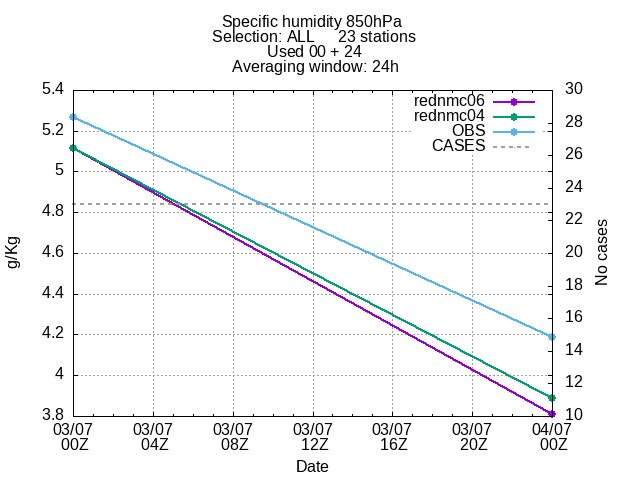 Specific humidity 850hPa
Selection: ALL 23 stations
Used 00 + 24
Averaging window: 24h
5.4
5.2
5
4.8
4.6
4.4
4.2
4
3.8
g/Kg
30
28
26
24
22
20
18
16
14
12
10
No cases
rednmc06
rednmc04
OBS
CASES
03/07 03/07 03/07 03/07 03/07 03/07 04/07
00Z 04Z 08Z 12Z 16Z 20Z 00Z
Date